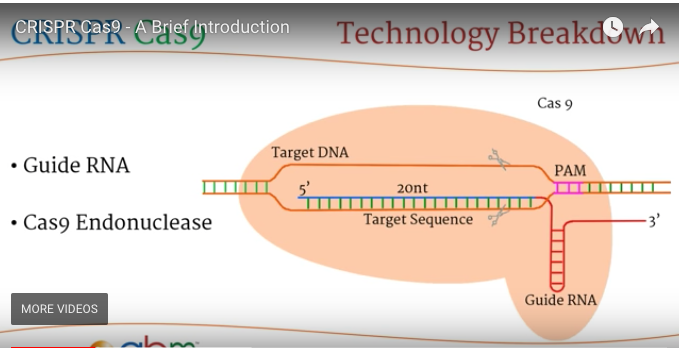 CRISPR Cas9 - A Brief Introduction
CRISPR Cas9
Technology Breakdown
Cas 9
• Guide RNA
• Cas9 Endonuclease
Target DNA
PAM
5’
20nt
Target Sequence
3’
Guide RNA
MORE VIDEOS
abm